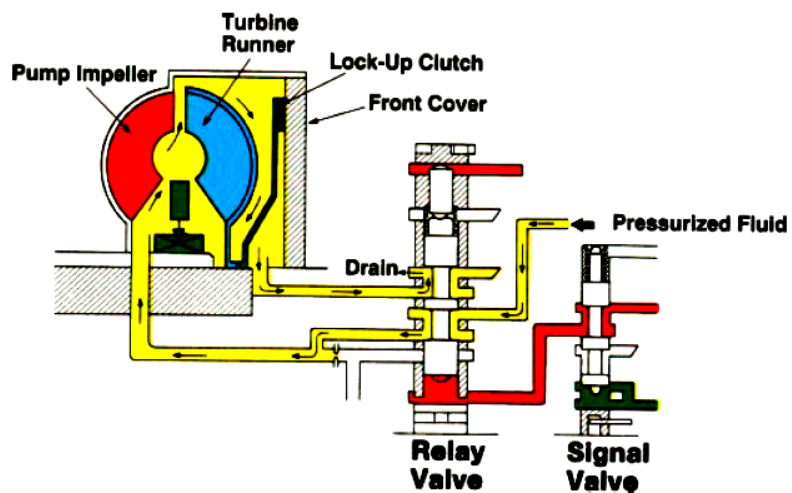 Turbine
Runner
Pump Impeller
Lock-Up Clutch
Front Cover
Pressurized Fluid
Drain
Relay
Valve
Signal
Valve